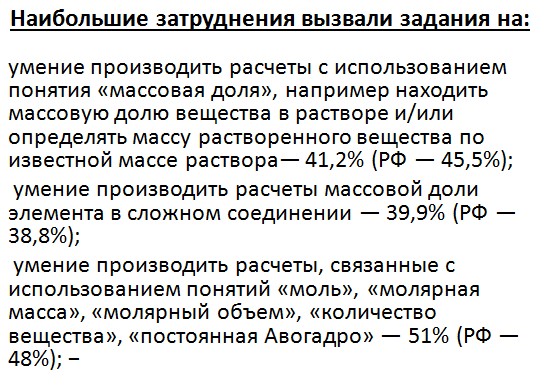 Наибольшие затруднения вызвали задания на:
умение производить расчеты с использованием
понятия «массовая доля», например находить
массовую долю вещества в растворе и/или
определять массу растворенного вещества по
известной массе раствора— 41,2% (РФ — 45,5%);
умение производить расчеты массовой доли
элемента в сложном соединении — 39,9% (РФ —
38,8%);
умение производить расчеты, связанные с
использованием понятий «моль», «молярная
масса», «молярный объем», «количество
вещества», «постоянная Авогадро» — 51% (РФ —
48%); −